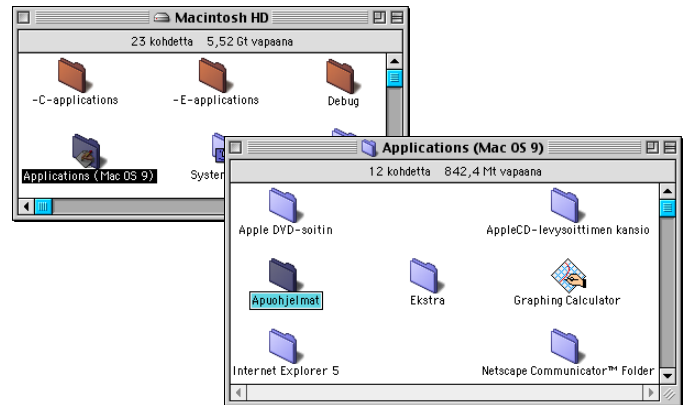 Macintosh HD
23 kohdetta 5,52 Gt vapaana
-C-applications -E-applications Debug
Applications (Mac OS 9) System
Applications (Mac OS 9)
12 kohdetta 842,4 Mt vapaana
Apple DVD-soitin AppleCD-levysoittimen kansio
Apuohjelmat Ekstra Graphing Calculator
Internet Explorer 5 Netscape Communicator™ Folder